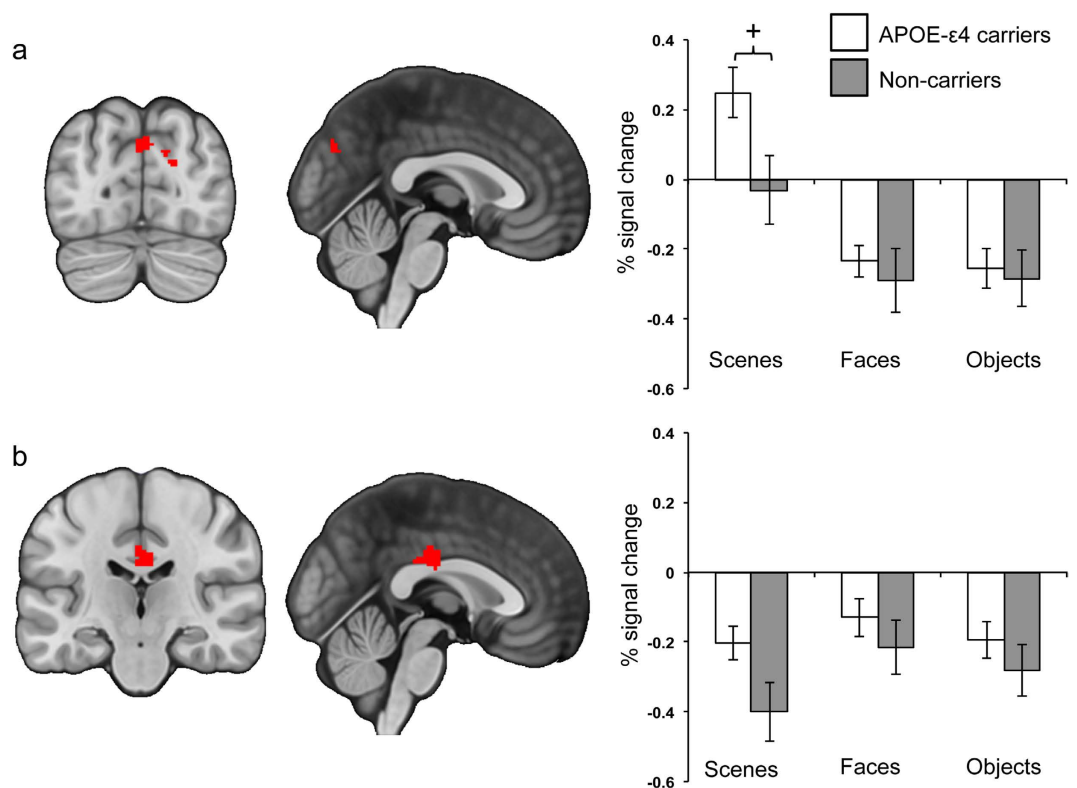 a
+
APOE-ε4 carriers
Non-carriers
% signal change
0.4
0.2
0
-0.2
-0.4
-0.6
Scenes Faces Objects
b
% signal change
0.4
0.2
0
-0.2
-0.4
-0.6
Scenes Faces Objects